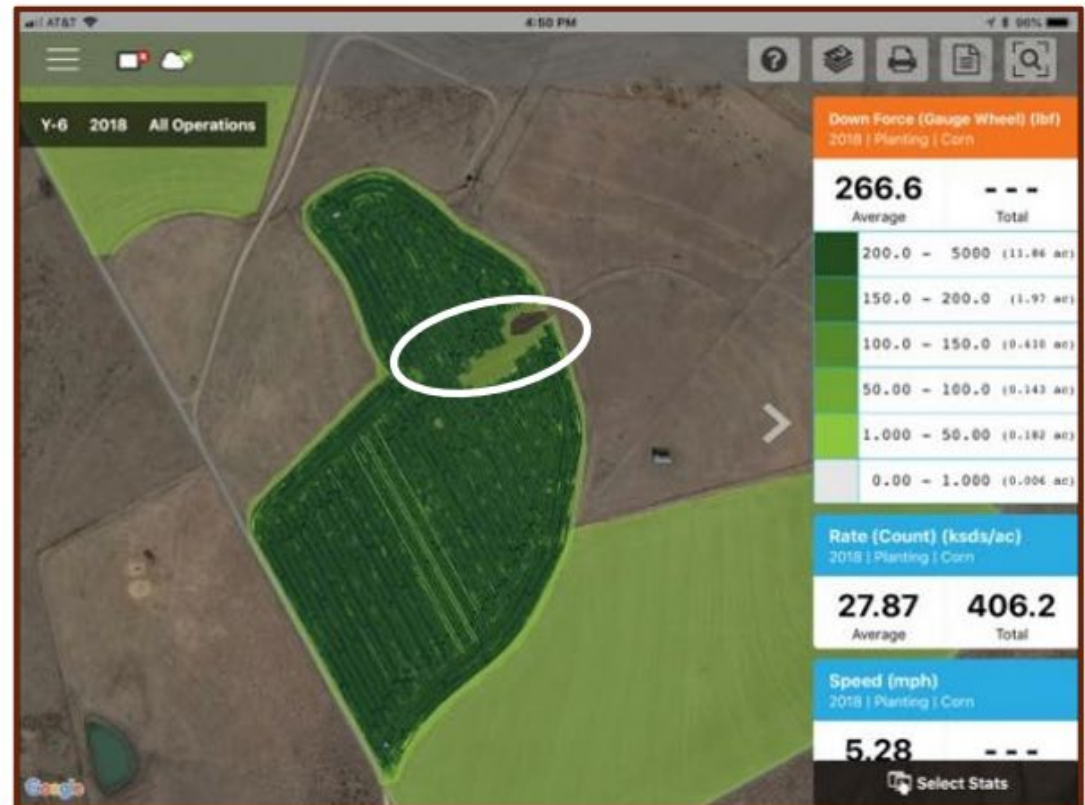 AT&T 4:50 PM 96%
Y-6 2018 All Operations
Down Force (Gauge Wheel) (lbf)
2018 | Planting | Corn
266.6 - - -
Average Total
200.0 - 5000 (11.86 ac)
150.0 - 200.0 (1.97 ac)
100.0 - 150.0 (0.410 ac)
50.00 - 100.0 (0.143 ac)
1.000 - 50.00 (0.182 ac)
0.00 - 1.000 (0.006 ac)
Rate (Count) (ksds/ac)
2018 | Planting | Corn
27.87 406.2
Average Total
Speed (mph)
2018 | Planting | Corn
5.28 - - -
Google
Select Stats